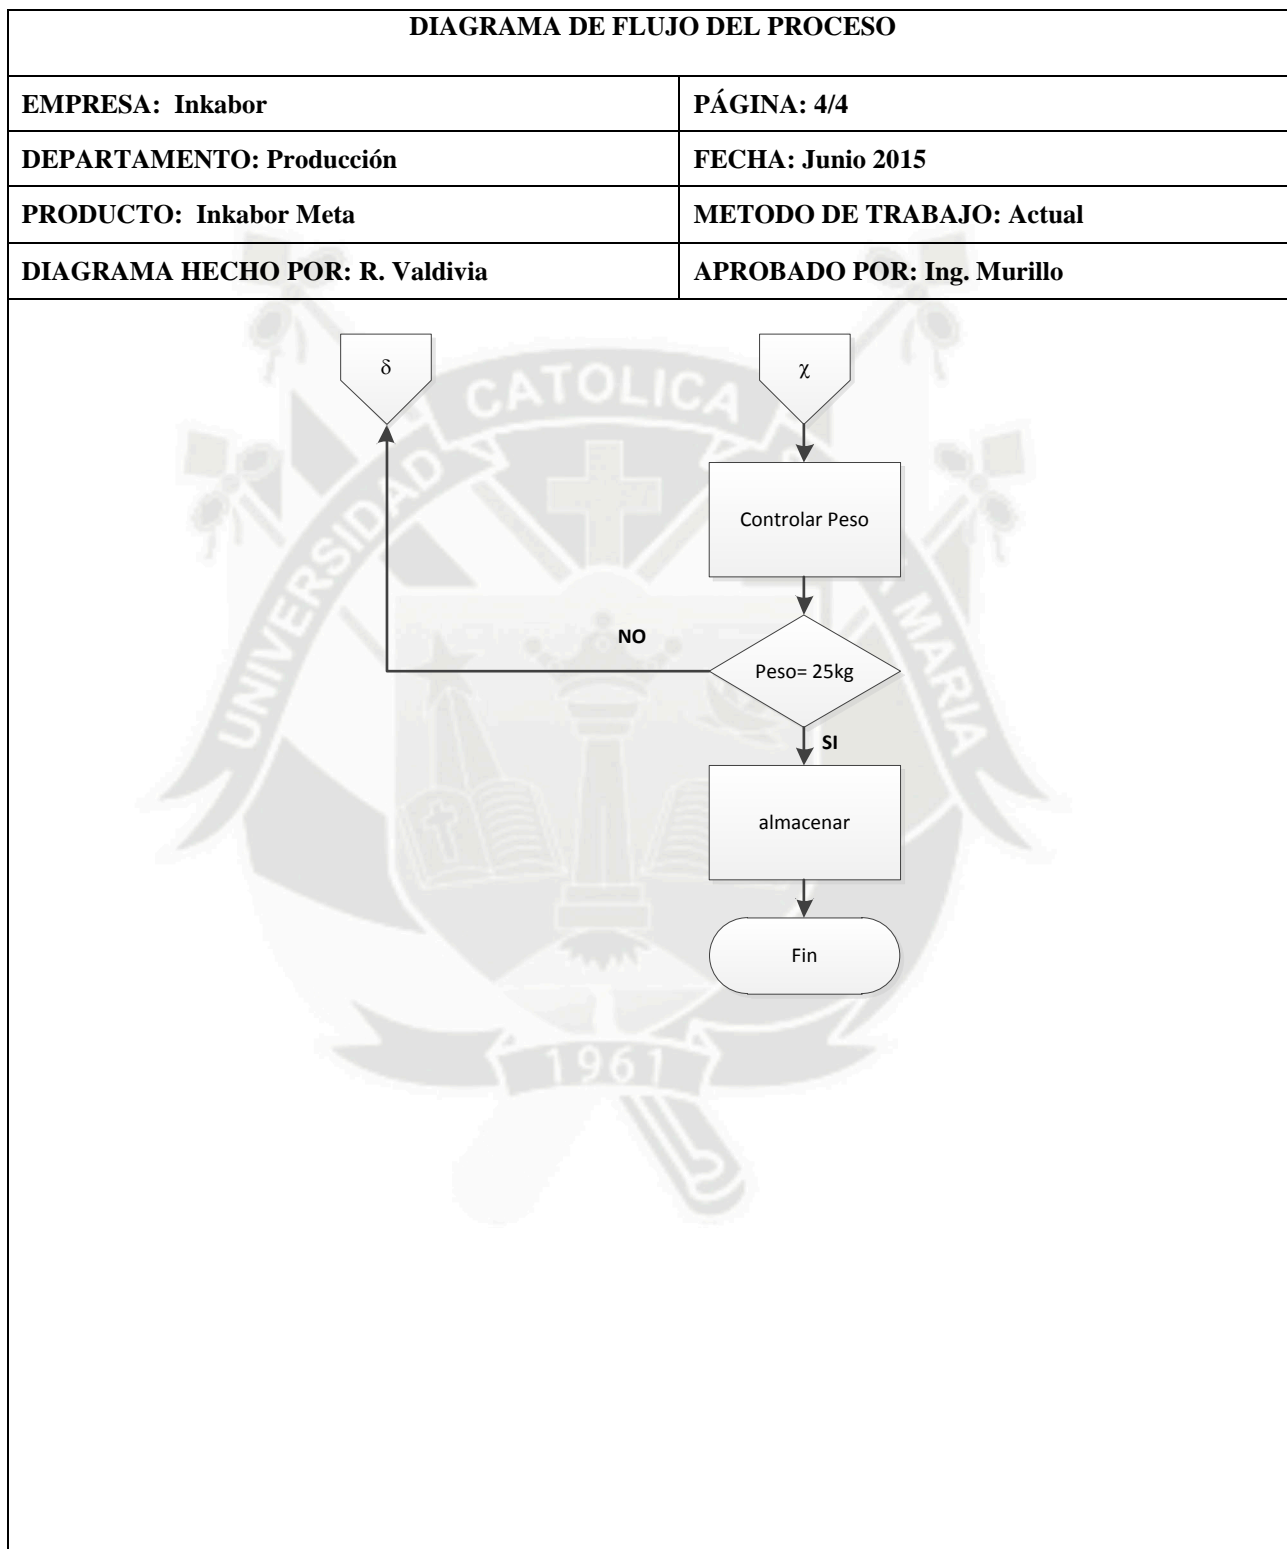 DIAGRAMA DE FLUJO DEL PROCESO
EMPRESA: Inkabor
PÁGINA: 4/4
DEPARTAMENTO: Producción
FECHA: Junio 2015
PRODUCTO: Inkabor Meta
METODO DE TRABAJO: Actual
DIAGRAMA HECHO POR: R. Valdivia
APROBADO POR: Ing. Murillo
δ
χ
Controlar Peso
NO
Peso= 25kg
SI
almacenar
Fin
UNIVERSIDAD CATOLICA
MARIA
1961